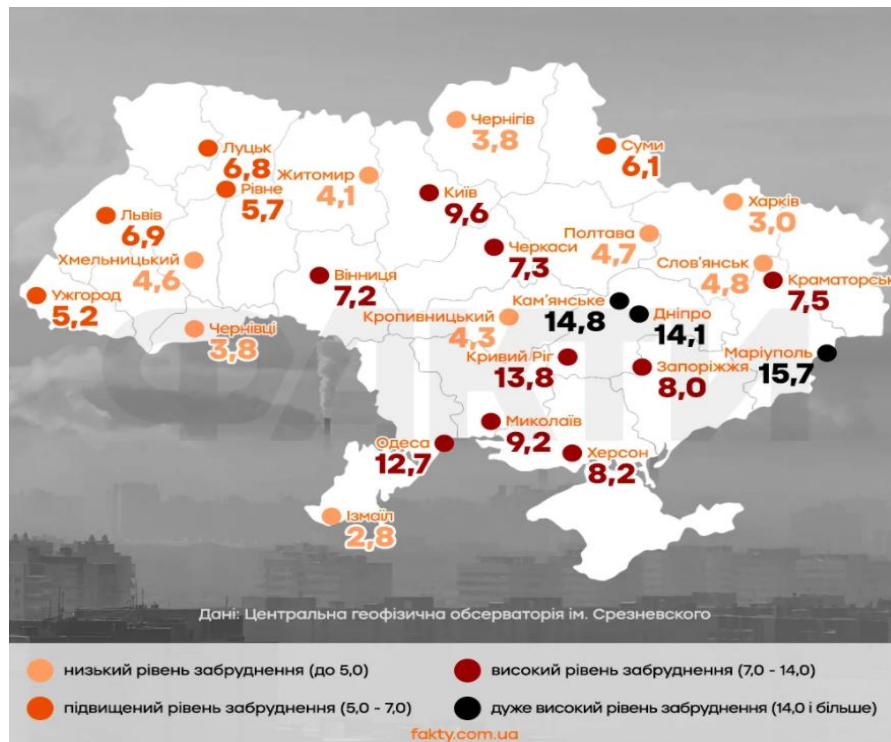 Чернігів
3,8
Луцьк
6,8
Суми
6,1
Житомир
4,1
Рівне
5,7
Київ
9,6
Харків
3,0
Львів
6,9
Полтава
4,7
Черкаси
7,3
Хмельницький
4,6
Слов'янськ
4,8
Вінниця
7,2
Краматорськ
7,5
Ужгород
5,2
Кам'янське
14,8
Дніпро
14,1
Кропивницький
4,3
Чернівці
3,8
Маріуполь
15,7
Кривий Ріг
13,8
Запоріжжя
8,0
ФАКТИ
Миколаїв
9,2
Одеса
12,7
Херсон
8,2
Ізмаїл
2,8
Дані: Центральна геофізична обсерваторія ім. Срезневского
низький рівень забруднення (до 5,0)
високий рівень забруднення (7,0 - 14,0)
підвищений рівень забруднення (5,0 - 7,0)
дуже високий рівень забруднення (14,0 і більше)
fakty.com.ua